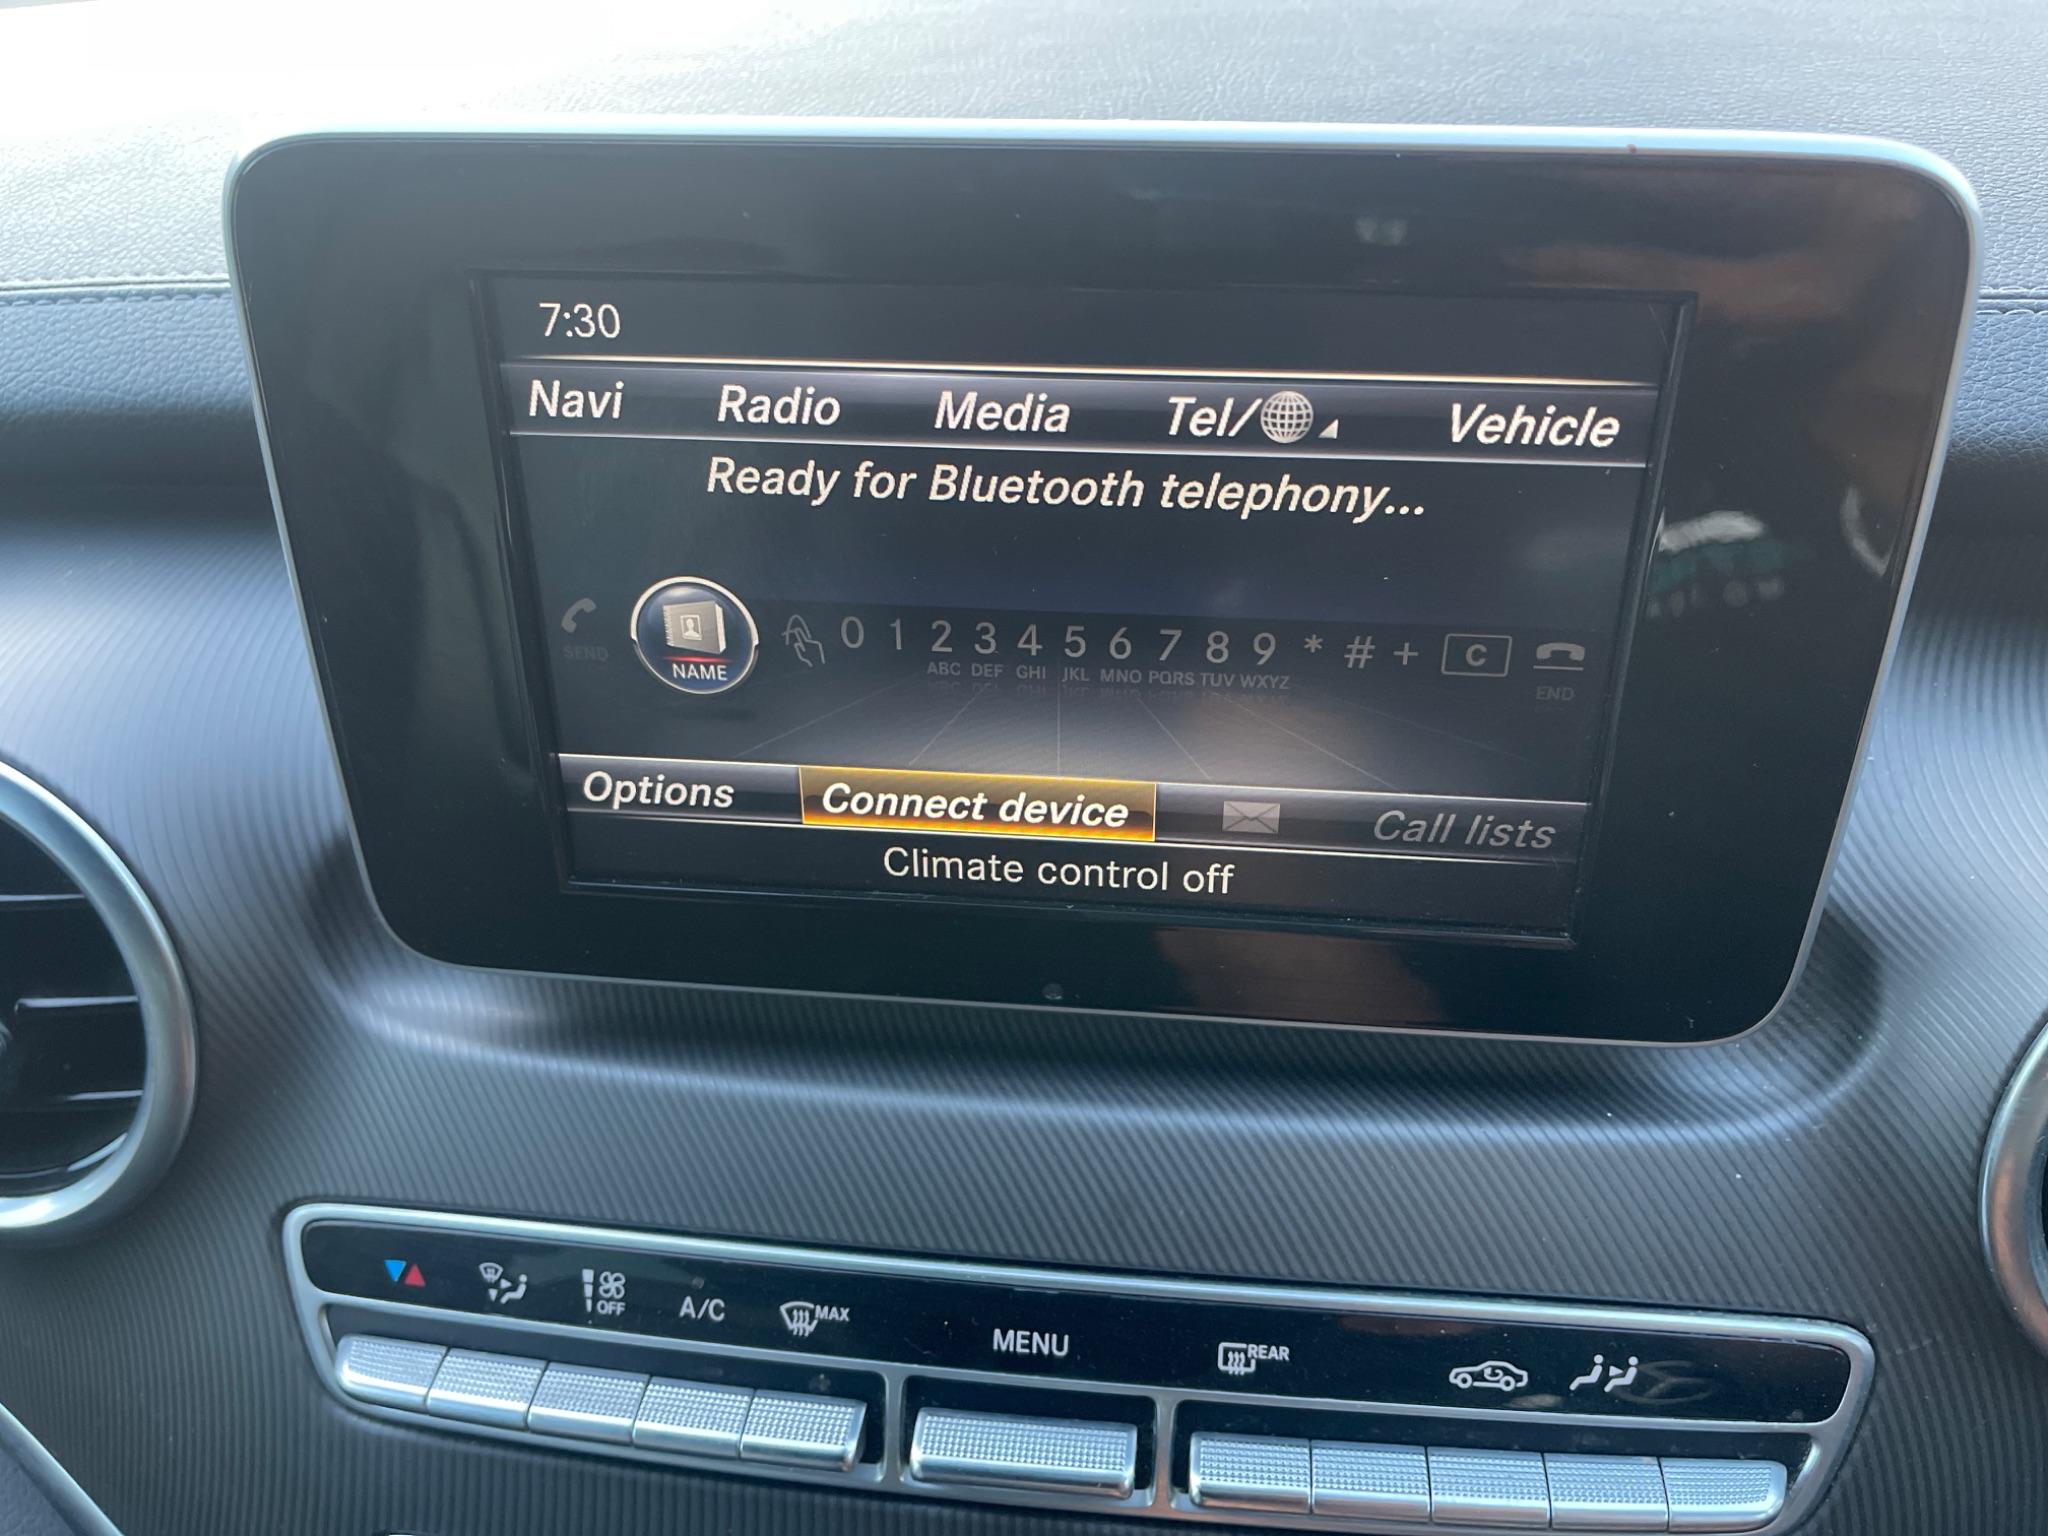 7:30
Navi Radio Media Tel/ Vehicle
Ready for Bluetooth telephony...
SEND NAME 0 1 2 3 4 5 6 7 8 9 * # + C END
ABC DEF GHI JKL MNO PQRS TUV WXYZ
Options Connect device Call lists
Climate control off
OFF A/C MAX MENU REAR